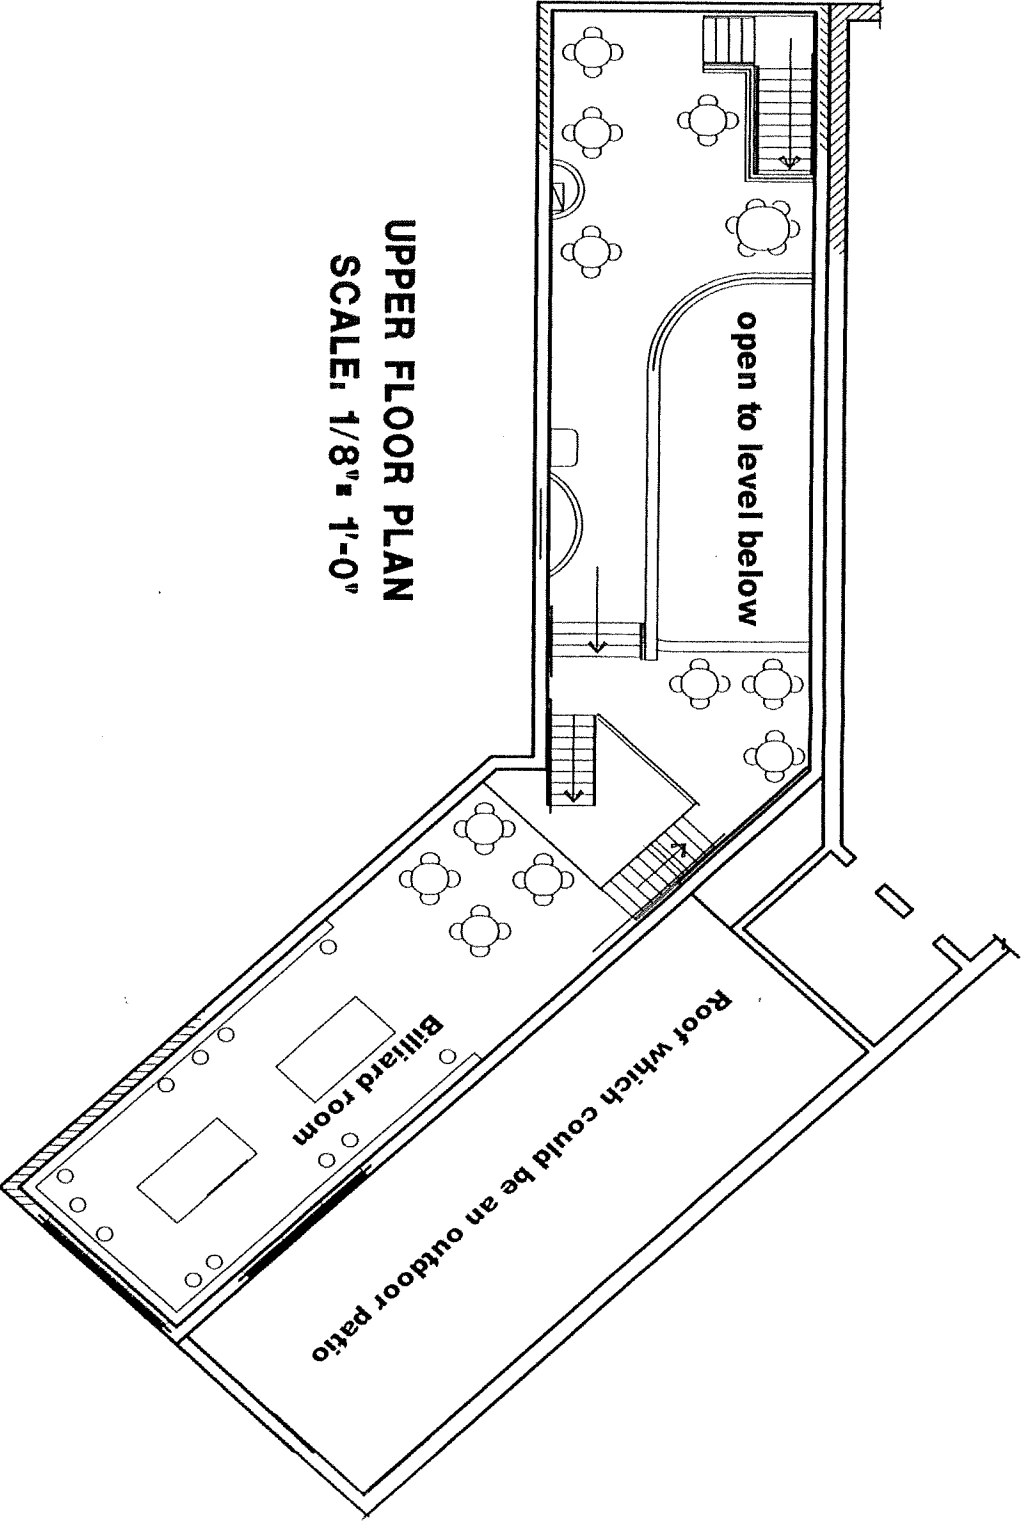 UPPER FLOOR PLAN
SCALE: 1/8"= 1'-0"
open to level below
Billiard room
Roof which could be an outdoor patio